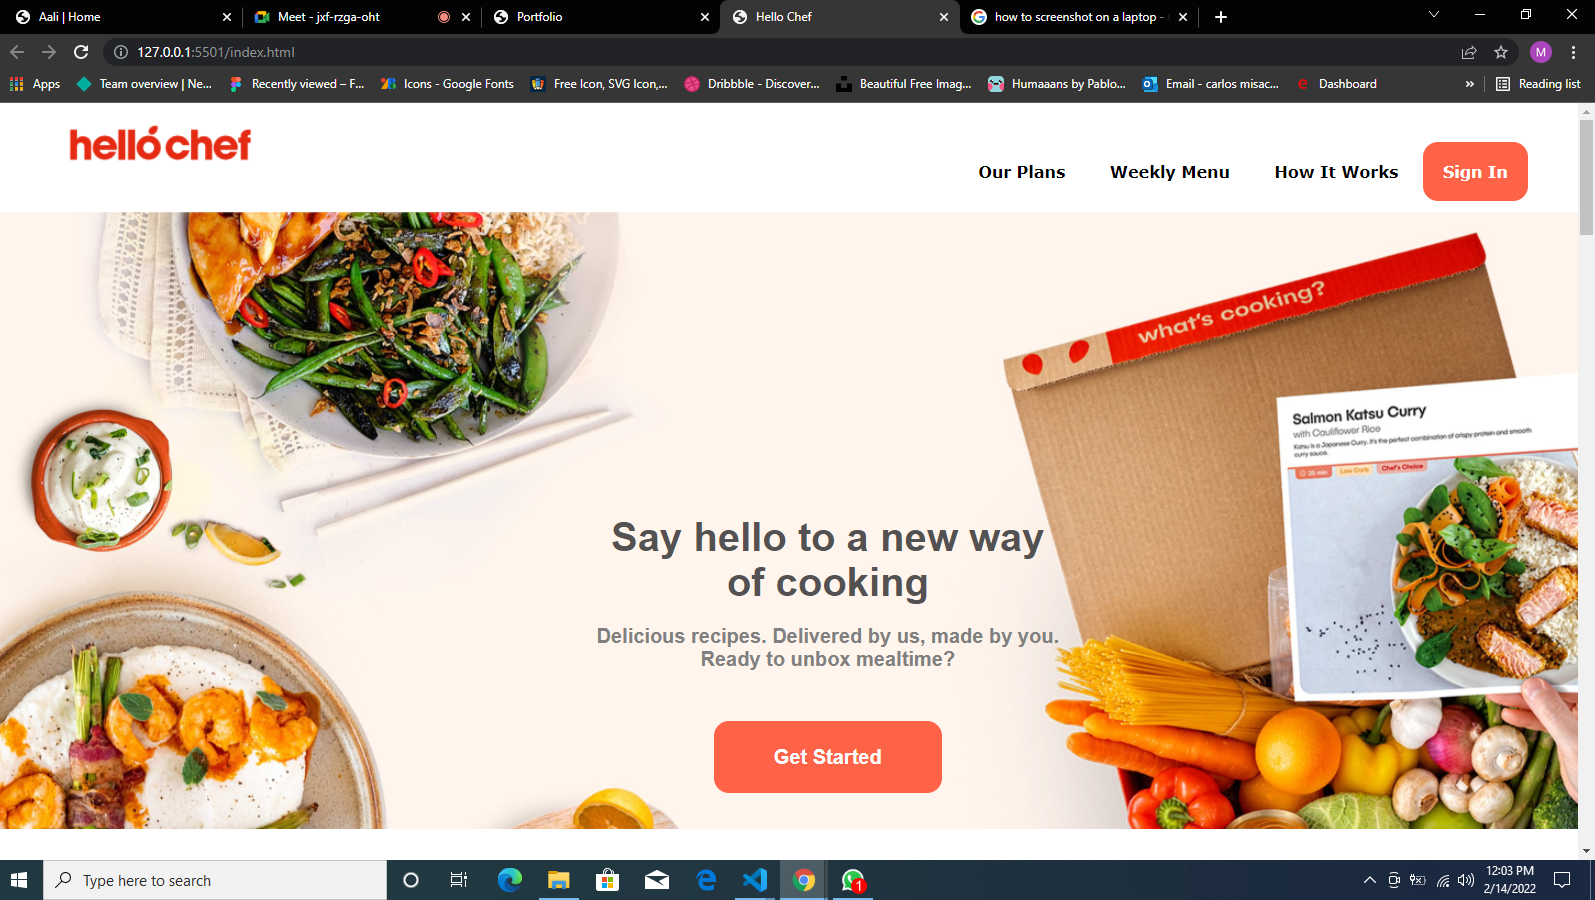 Aali | Home
Meet - jxf-rzga-oht
Portfolio
Hello Chef
how to screenshot on a laptop -
127.0.0.1:5501/index.html
M
Apps
Team overview | Ne...
Recently viewed – F...
Icons - Google Fonts
Free Icon, SVG Icon,...
Dribbble - Discover...
Beautiful Free Imag...
Humaaans by Pablo...
Email - carlos misac...
Dashboard
»
Reading list
hello chef
Our Plans
Weekly Menu
How It Works
Sign In
what's cooking?
Salmon Katsu Curry
with Cauliflower Rice
Katsu is a Japanese Curry. It's the perfect combination of crispy protein and smooth
curry sauce.
35 min
Low Carb
Chef's Choice
Say hello to a new way
of cooking
Delicious recipes. Delivered by us, made by you.
Ready to unbox mealtime?
Get Started
Type here to search
1
12:03 PM
2/14/2022